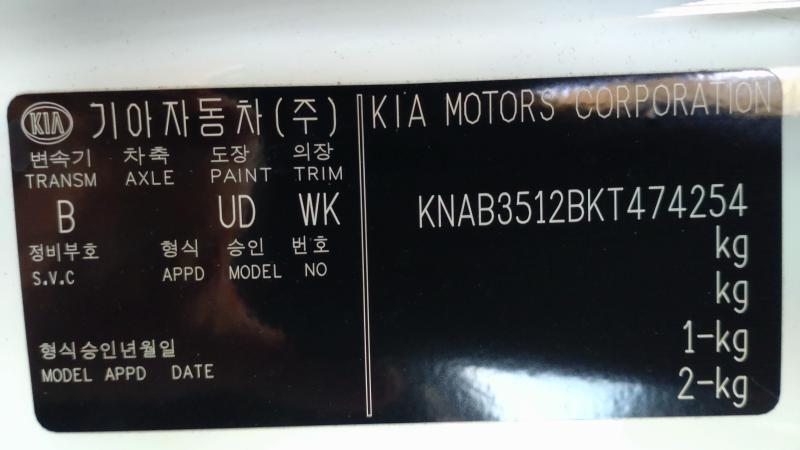 KIA 기아자동차(주)
변속기 차축 도장 의장
TRANSM AXLE PAINT TRIM
B UD WK
정비부호 형식 승인 번호
S.V.C APPD MODEL NO
형식승인년월일
MODEL APPD DATE
KIA MOTORS CORPORATION
KNAB3512BKT474254
kg
kg
1-kg
2-kg